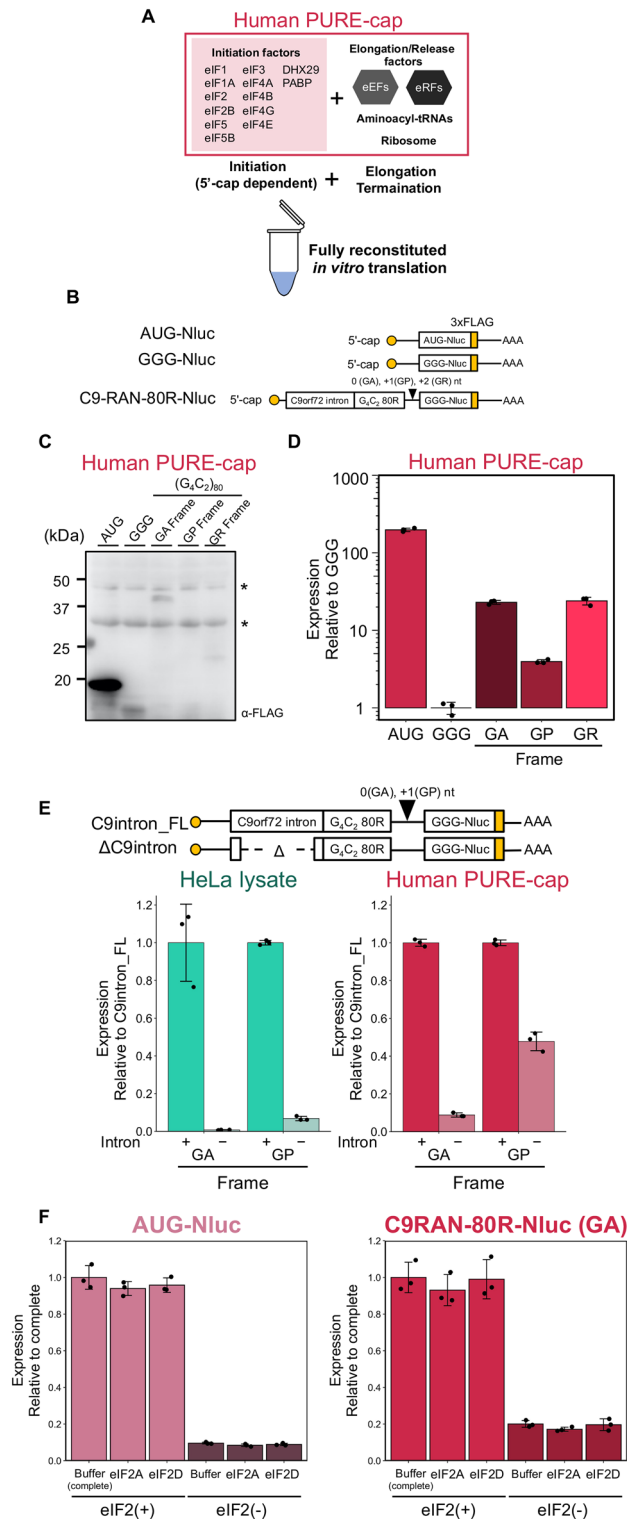 A
Human PURE-cap
Initiation factors
eIF1 eIF3 DHX29
eIF1A eIF4A PABP
eIF2 eIF4B
eIF2B eIF4G
eIF5 eIF4E
eIF5B
+
Elongation/Release
factors
eEFs eRFs
Aminoacyl-tRNAs
Ribosome
Initiation
(5'-cap dependent)
+
Elongation
Termaination
Fully reconstituted
in vitro translation
B
3xFLAG
AUG-Nluc 5'-cap AUG-Nluc AAA
GGG-Nluc 5'-cap GGG-Nluc AAA
0 (GA), +1(GP), +2 (GR) nt
C9-RAN-80R-Nluc 5'-cap C9orf72 intron G4C2 80R GGG-Nluc AAA
C
Human PURE-cap
(G4C2)80
(kDa) AUG GGG GA Frame GP Frame GR Frame
50
37
25
20
*
*
α-FLAG
D
Human PURE-cap
Expression
Relative to GGG
1000
100
10
1
AUG GGG GA GP GR
Frame
E
0(GA), +1(GP) nt
C9intron_FL C9orf72 intron G4C2 80R GGG-Nluc AAA
ΔC9intron Δ G4C2 80R GGG-Nluc AAA
HeLa lysate
Expression
Relative to C9intron_FL
1.2
1.0
0.8
0.6
0.4
0.2
0.0
Intron + − + −
GA GP
Frame
Human PURE-cap
Expression
Relative to C9intron_FL
1.2
1.0
0.8
0.6
0.4
0.2
0.0
Intron + − + −
GA GP
Frame
F
AUG-Nluc
Expression
Relative to complete
1.2
1.0
0.8
0.6
0.4
0.2
0.0
Buffer eIF2A eIF2D Buffer eIF2A eIF2D
(complete)
eIF2(+) eIF2(-)
C9RAN-80R-Nluc (GA)
Expression
Relative to complete
1.2
1.0
0.8
0.6
0.4
0.2
0.0
Buffer eIF2A eIF2D Buffer eIF2A eIF2D
(complete)
eIF2(+) eIF2(-)